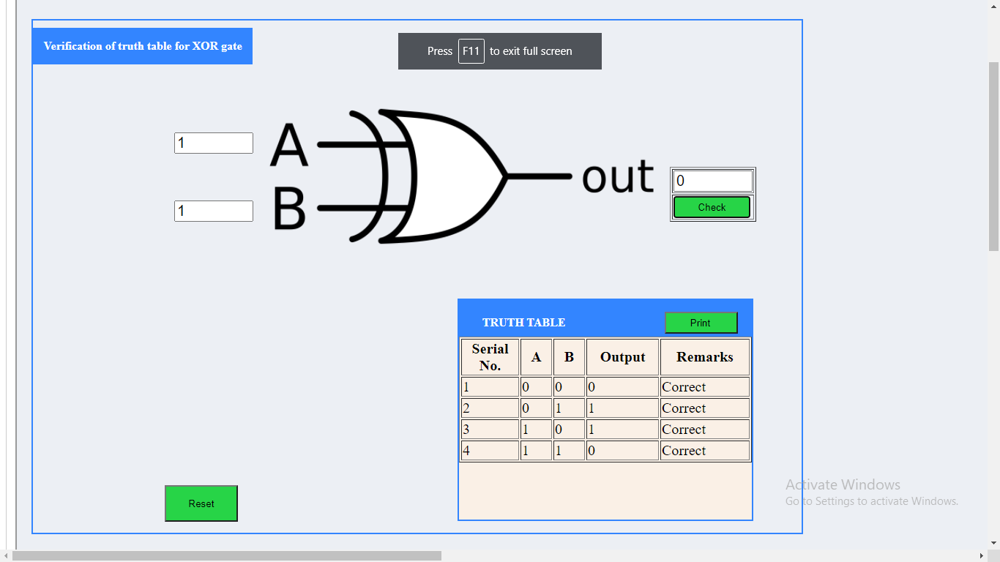 Verification of truth table for XOR gate
Press F11 to exit full screen
1
A
1
B
out
0
Check
TRUTH TABLE
Print
Serial No. A B Output Remarks
1 0 0 0 Correct
2 0 1 1 Correct
3 1 0 1 Correct
4 1 1 0 Correct
Reset
Activate Windows
Go to Settings to activate Windows.